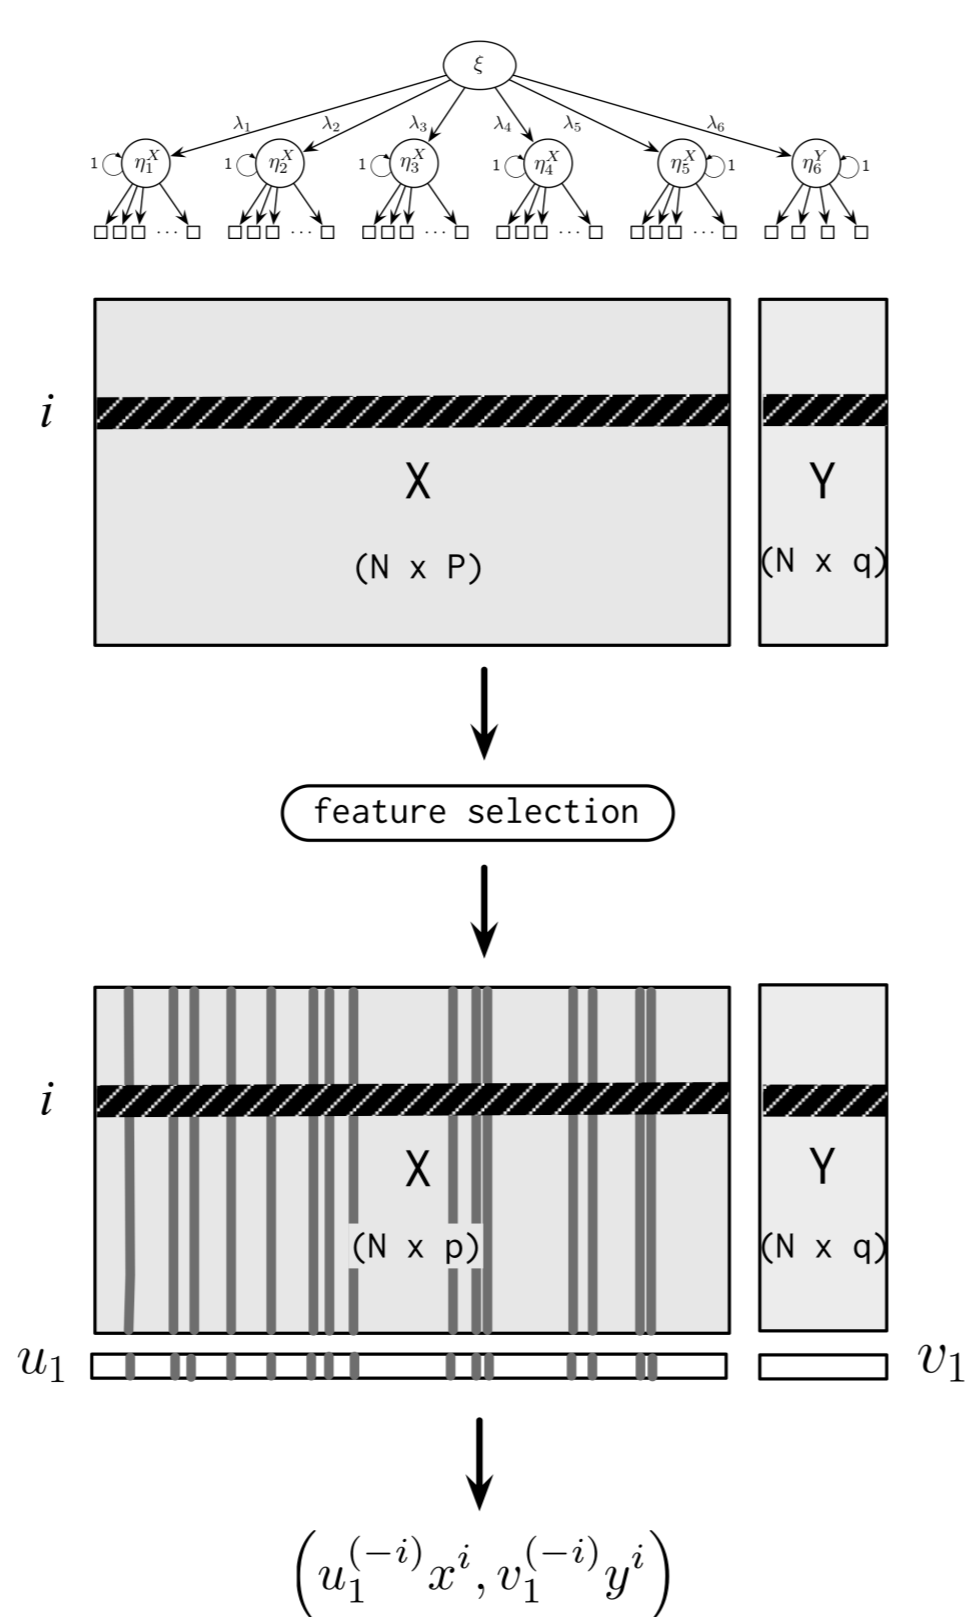 ξ
λ₁ λ₂ λ₃ λ₄ λ₅ λ₆
1 η₁ˣ 1 η₂ˣ 1 η₃ˣ 1 η₄ˣ η₅ˣ 1 η₆ʸ 1
... ... ... ... ...
i
X Y
(N x P) (N x q)
feature selection
i
X Y
(N x p) (N x q)
u₁ v₁
(u₁⁽⁻ⁱ⁾xⁱ, v₁⁽⁻ⁱ⁾yⁱ)